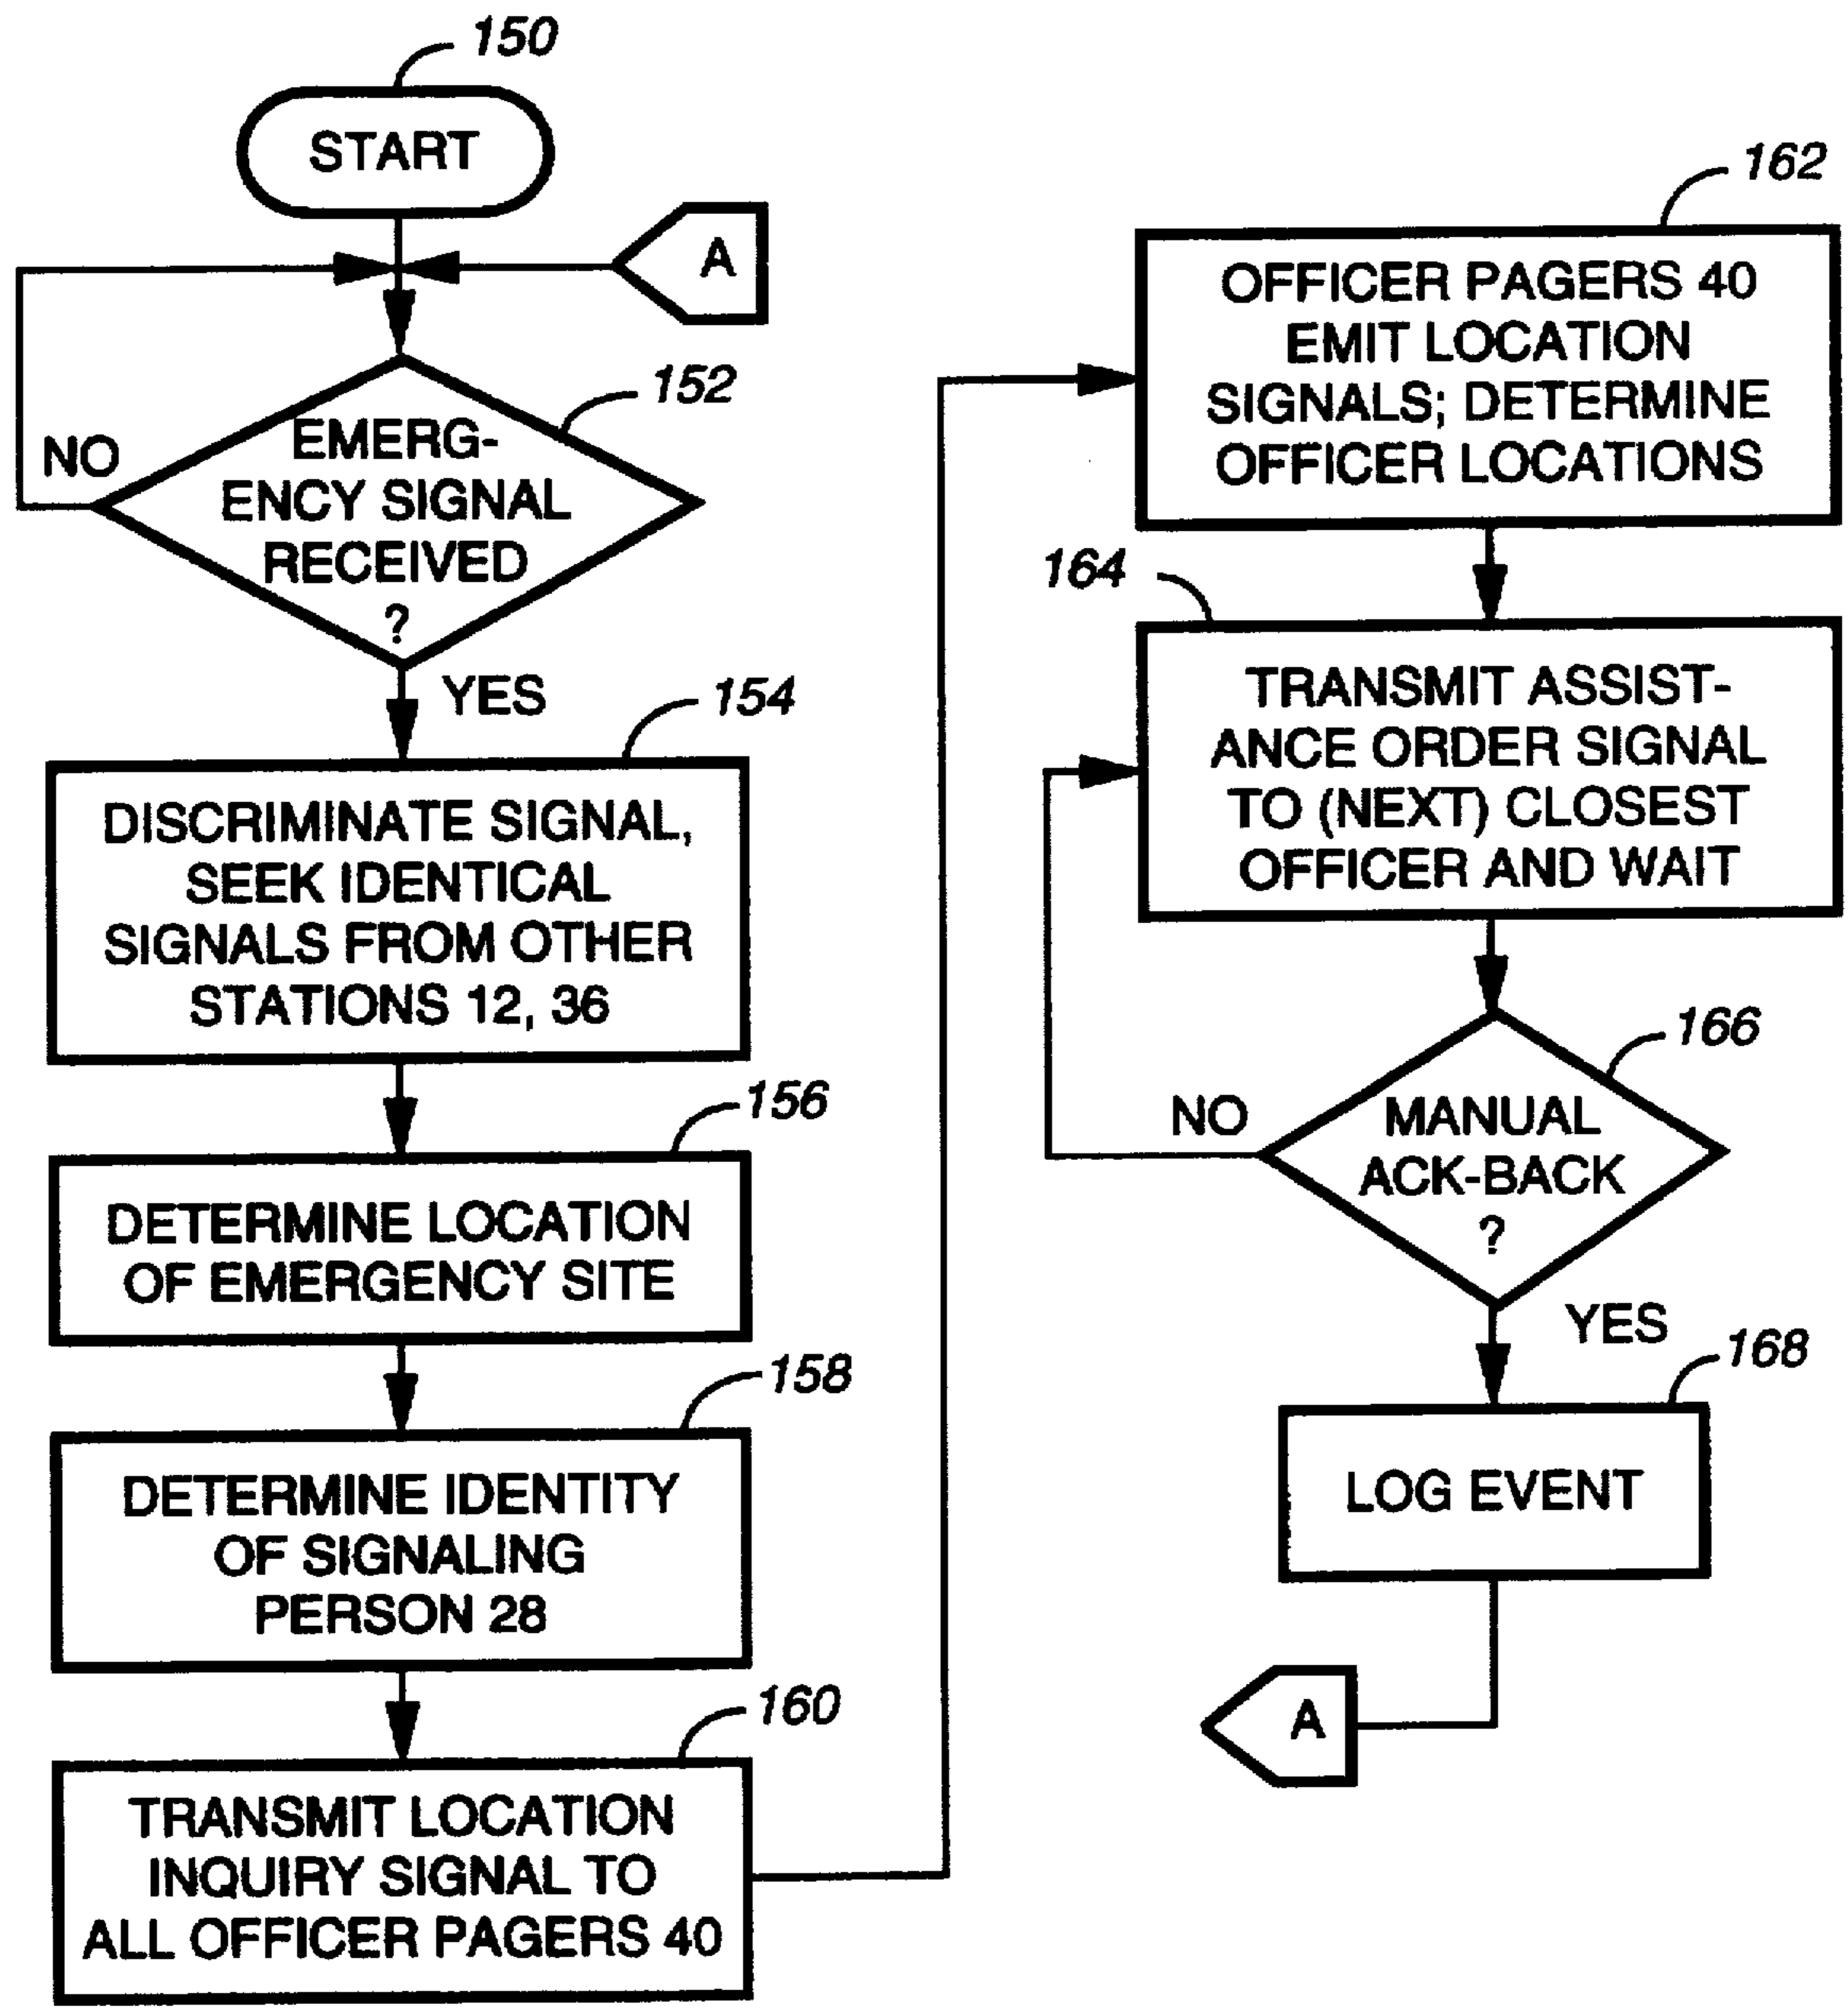 150
START
A
152
EMERG-
ENCY SIGNAL
RECEIVED
?
NO
YES
154
DISCRIMINATE SIGNAL,
SEEK IDENTICAL
SIGNALS FROM OTHER
STATIONS 12, 36
156
DETERMINE LOCATION
OF EMERGENCY SITE
158
DETERMINE IDENTITY
OF SIGNALING
PERSON 28
160
TRANSMIT LOCATION
INQUIRY SIGNAL TO
ALL OFFICER PAGERS 40
162
OFFICER PAGERS 40
EMIT LOCATION
SIGNALS; DETERMINE
OFFICER LOCATIONS
164
TRANSMIT ASSIST-
ANCE ORDER SIGNAL
TO (NEXT) CLOSEST
OFFICER AND WAIT
166
MANUAL
ACK-BACK
?
NO
YES
168
LOG EVENT
A